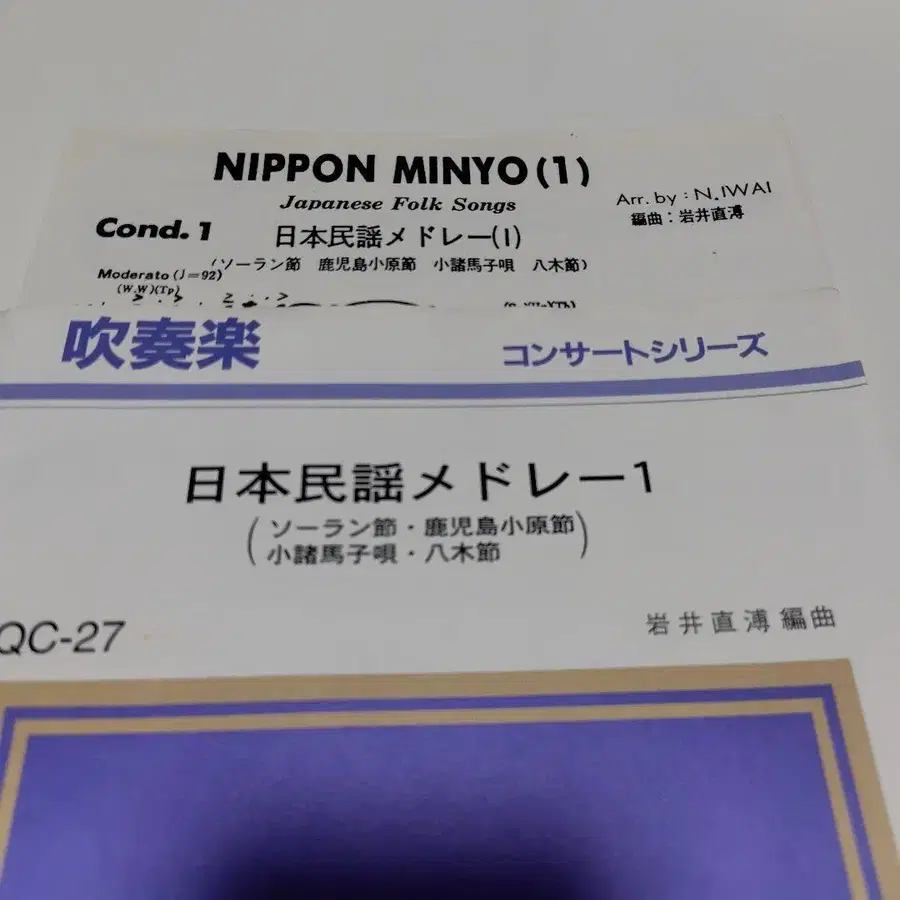 NIPPON MINYO(1)
Japanese Folk Songs
Arr. by : N. IWAI
編曲：岩井直溥
Cond. 1
日本民謡メドレー(I)
(ソーラン節 鹿児島小原節 小諸馬子唄 八木節)
Moderato (♩=92)
(W.W)(Tp)
吹奏楽
コンサートシリーズ
日本民謡メドレー1
(ソーラン節・鹿児島小原節
小諸馬子唄・八木節)
QC-27
岩井直溥 編曲